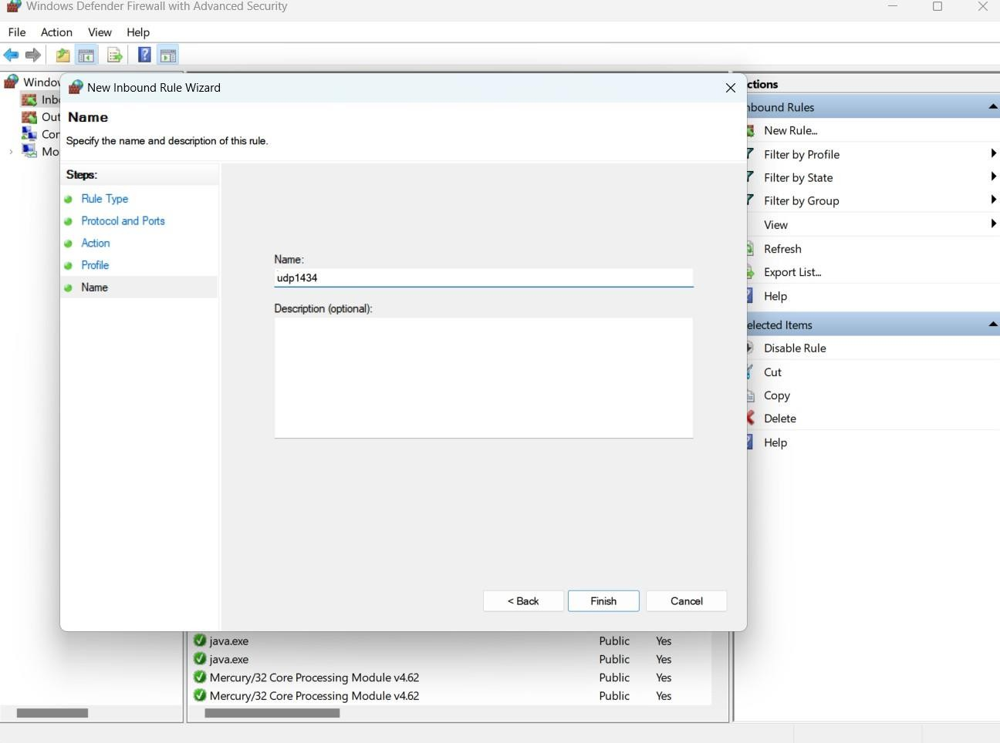 Windows Defender Firewall with Advanced Security
File Action View Help
Window
Inbo
Out
Con
Mo
New Inbound Rule Wizard
Name
Specify the name and description of this rule.
Steps:
Rule Type
Protocol and Ports
Action
Profile
Name
Name:
udp1434
Description (optional):
< Back
Finish
Cancel
java.exe Public Yes
java.exe Public Yes
Mercury/32 Core Processing Module v4.62 Public Yes
Mercury/32 Core Processing Module v4.62 Public Yes
ctions
nbound Rules
New Rule...
Filter by Profile
Filter by State
Filter by Group
View
Refresh
Export List...
Help
elected Items
Disable Rule
Cut
Copy
Delete
Help